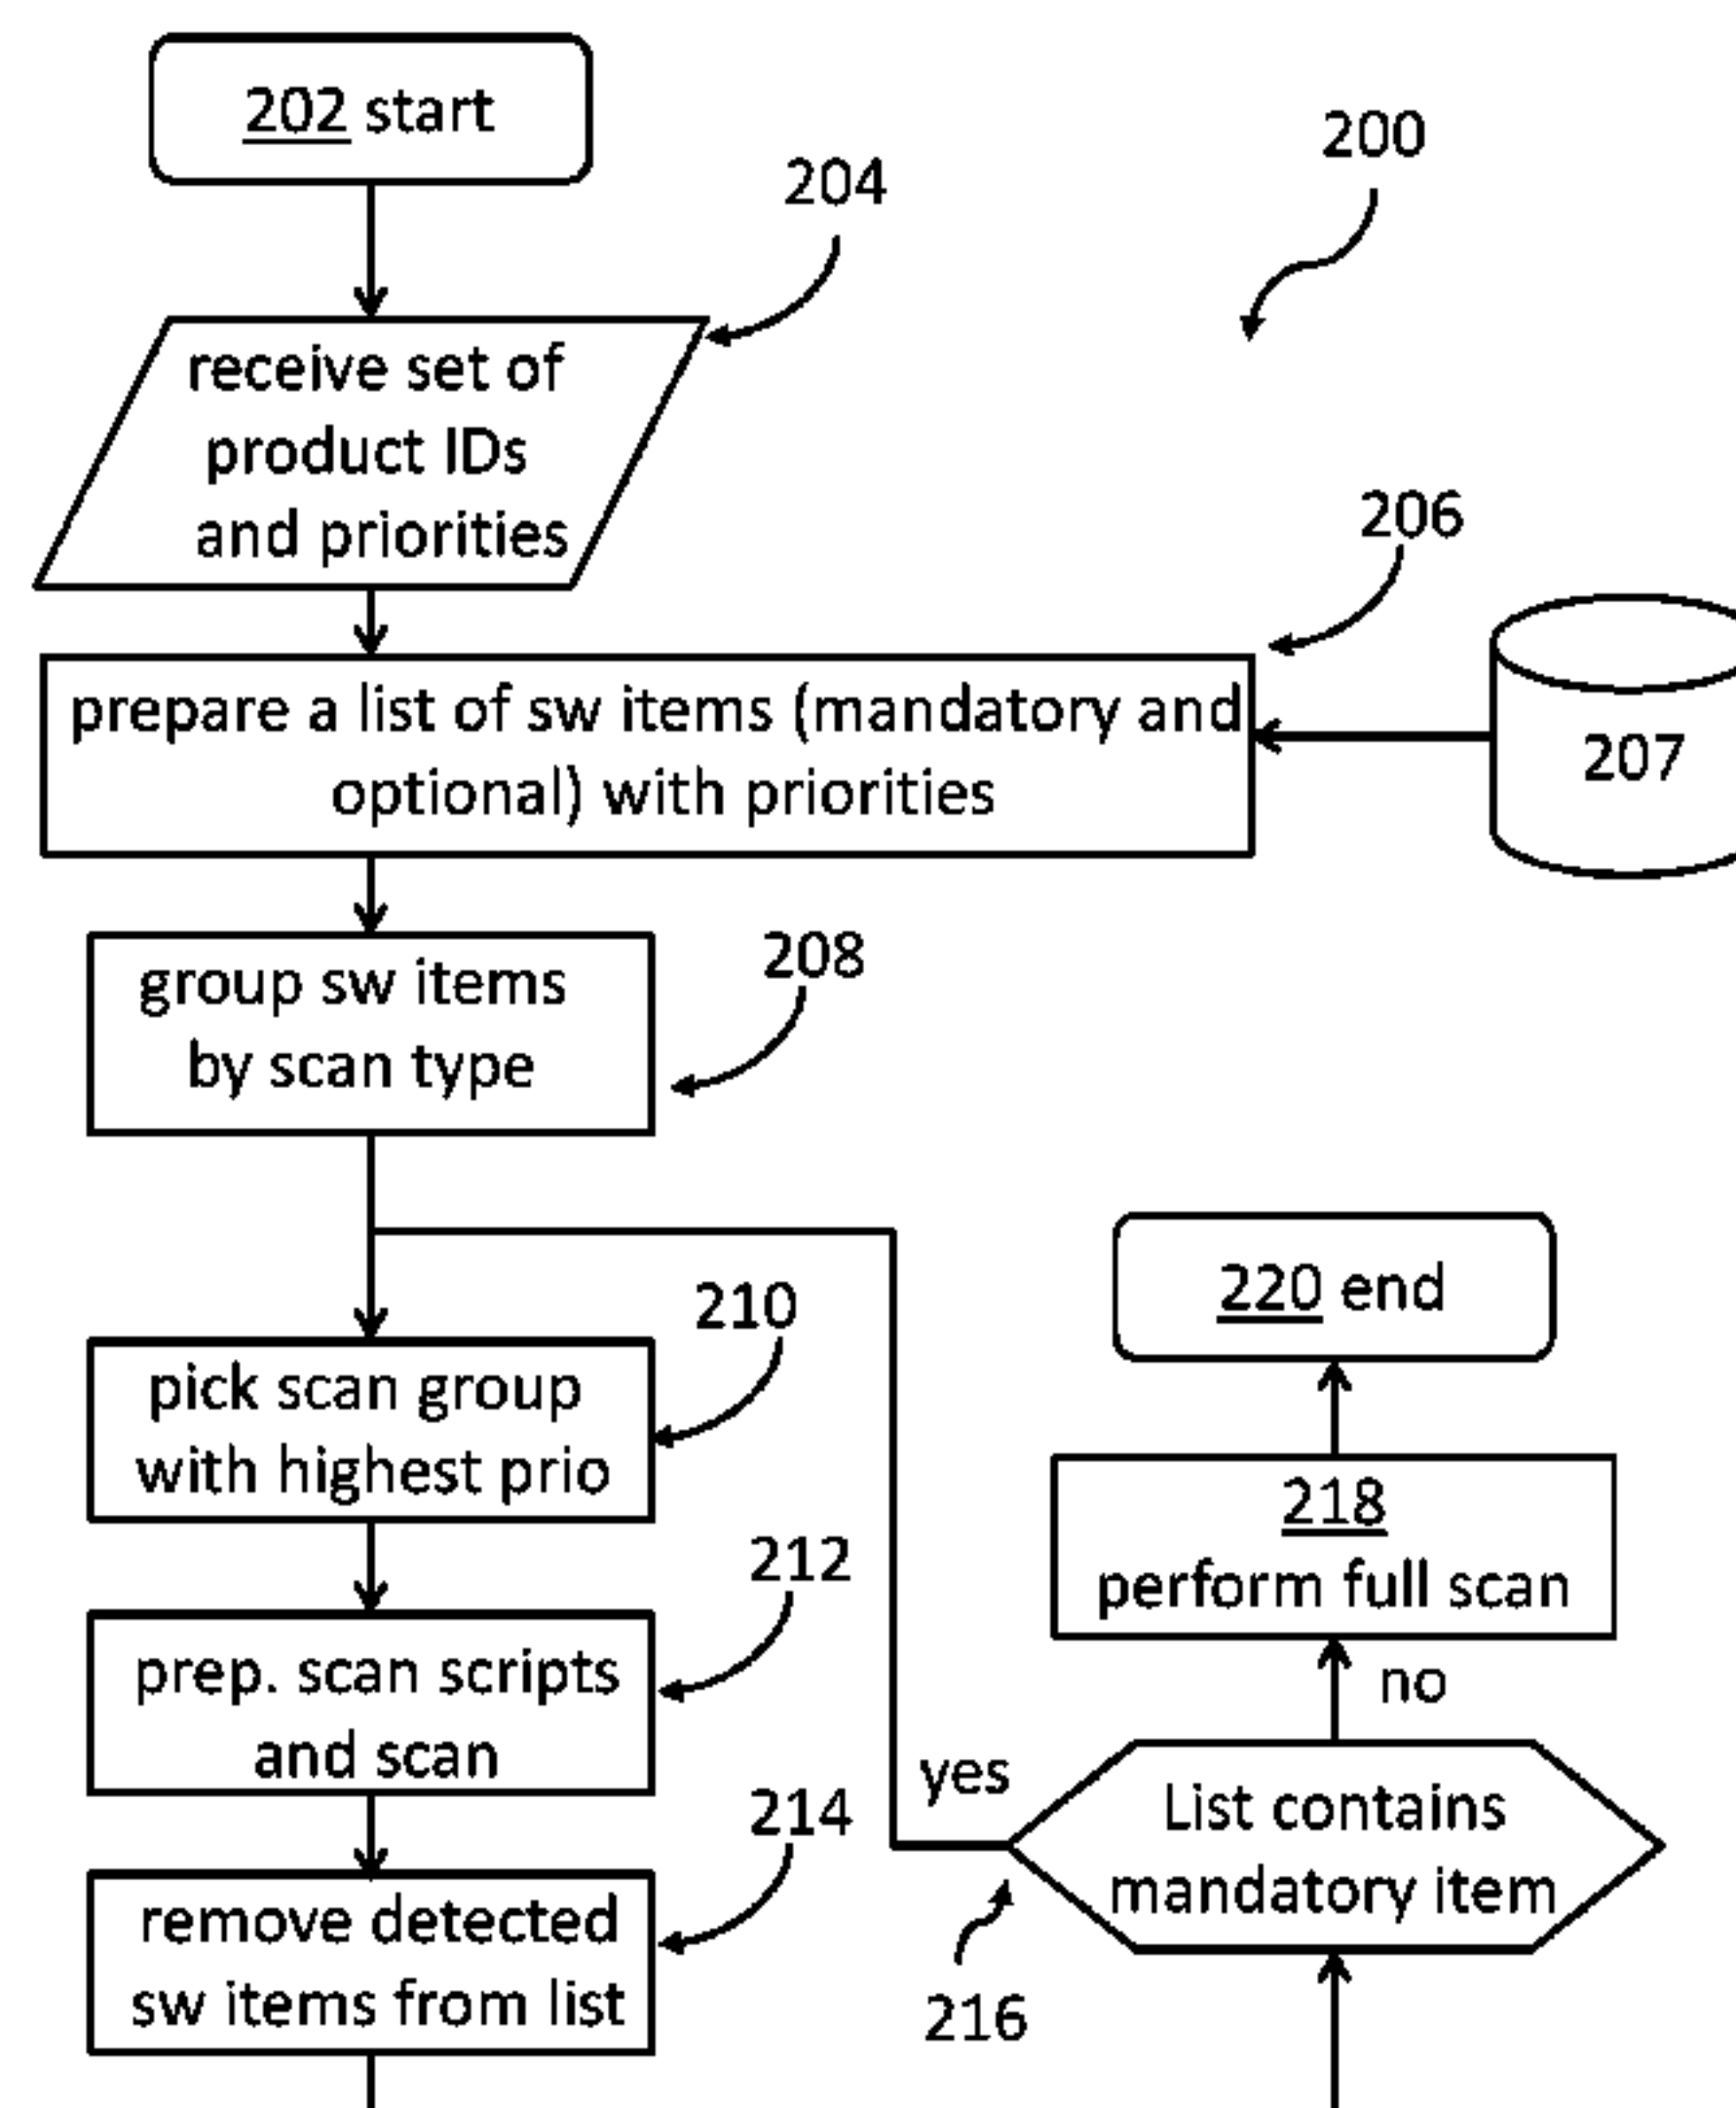 202 start
200
204
receive set of
product IDs
and priorities
206
prepare a list of sw items (mandatory and
optional) with priorities
207
group sw items
by scan type
208
210
pick scan group
with highest prio
212
prep. scan scripts
and scan
214
remove detected
sw items from list
220 end
218
perform full scan
no
yes
List contains
mandatory item
216